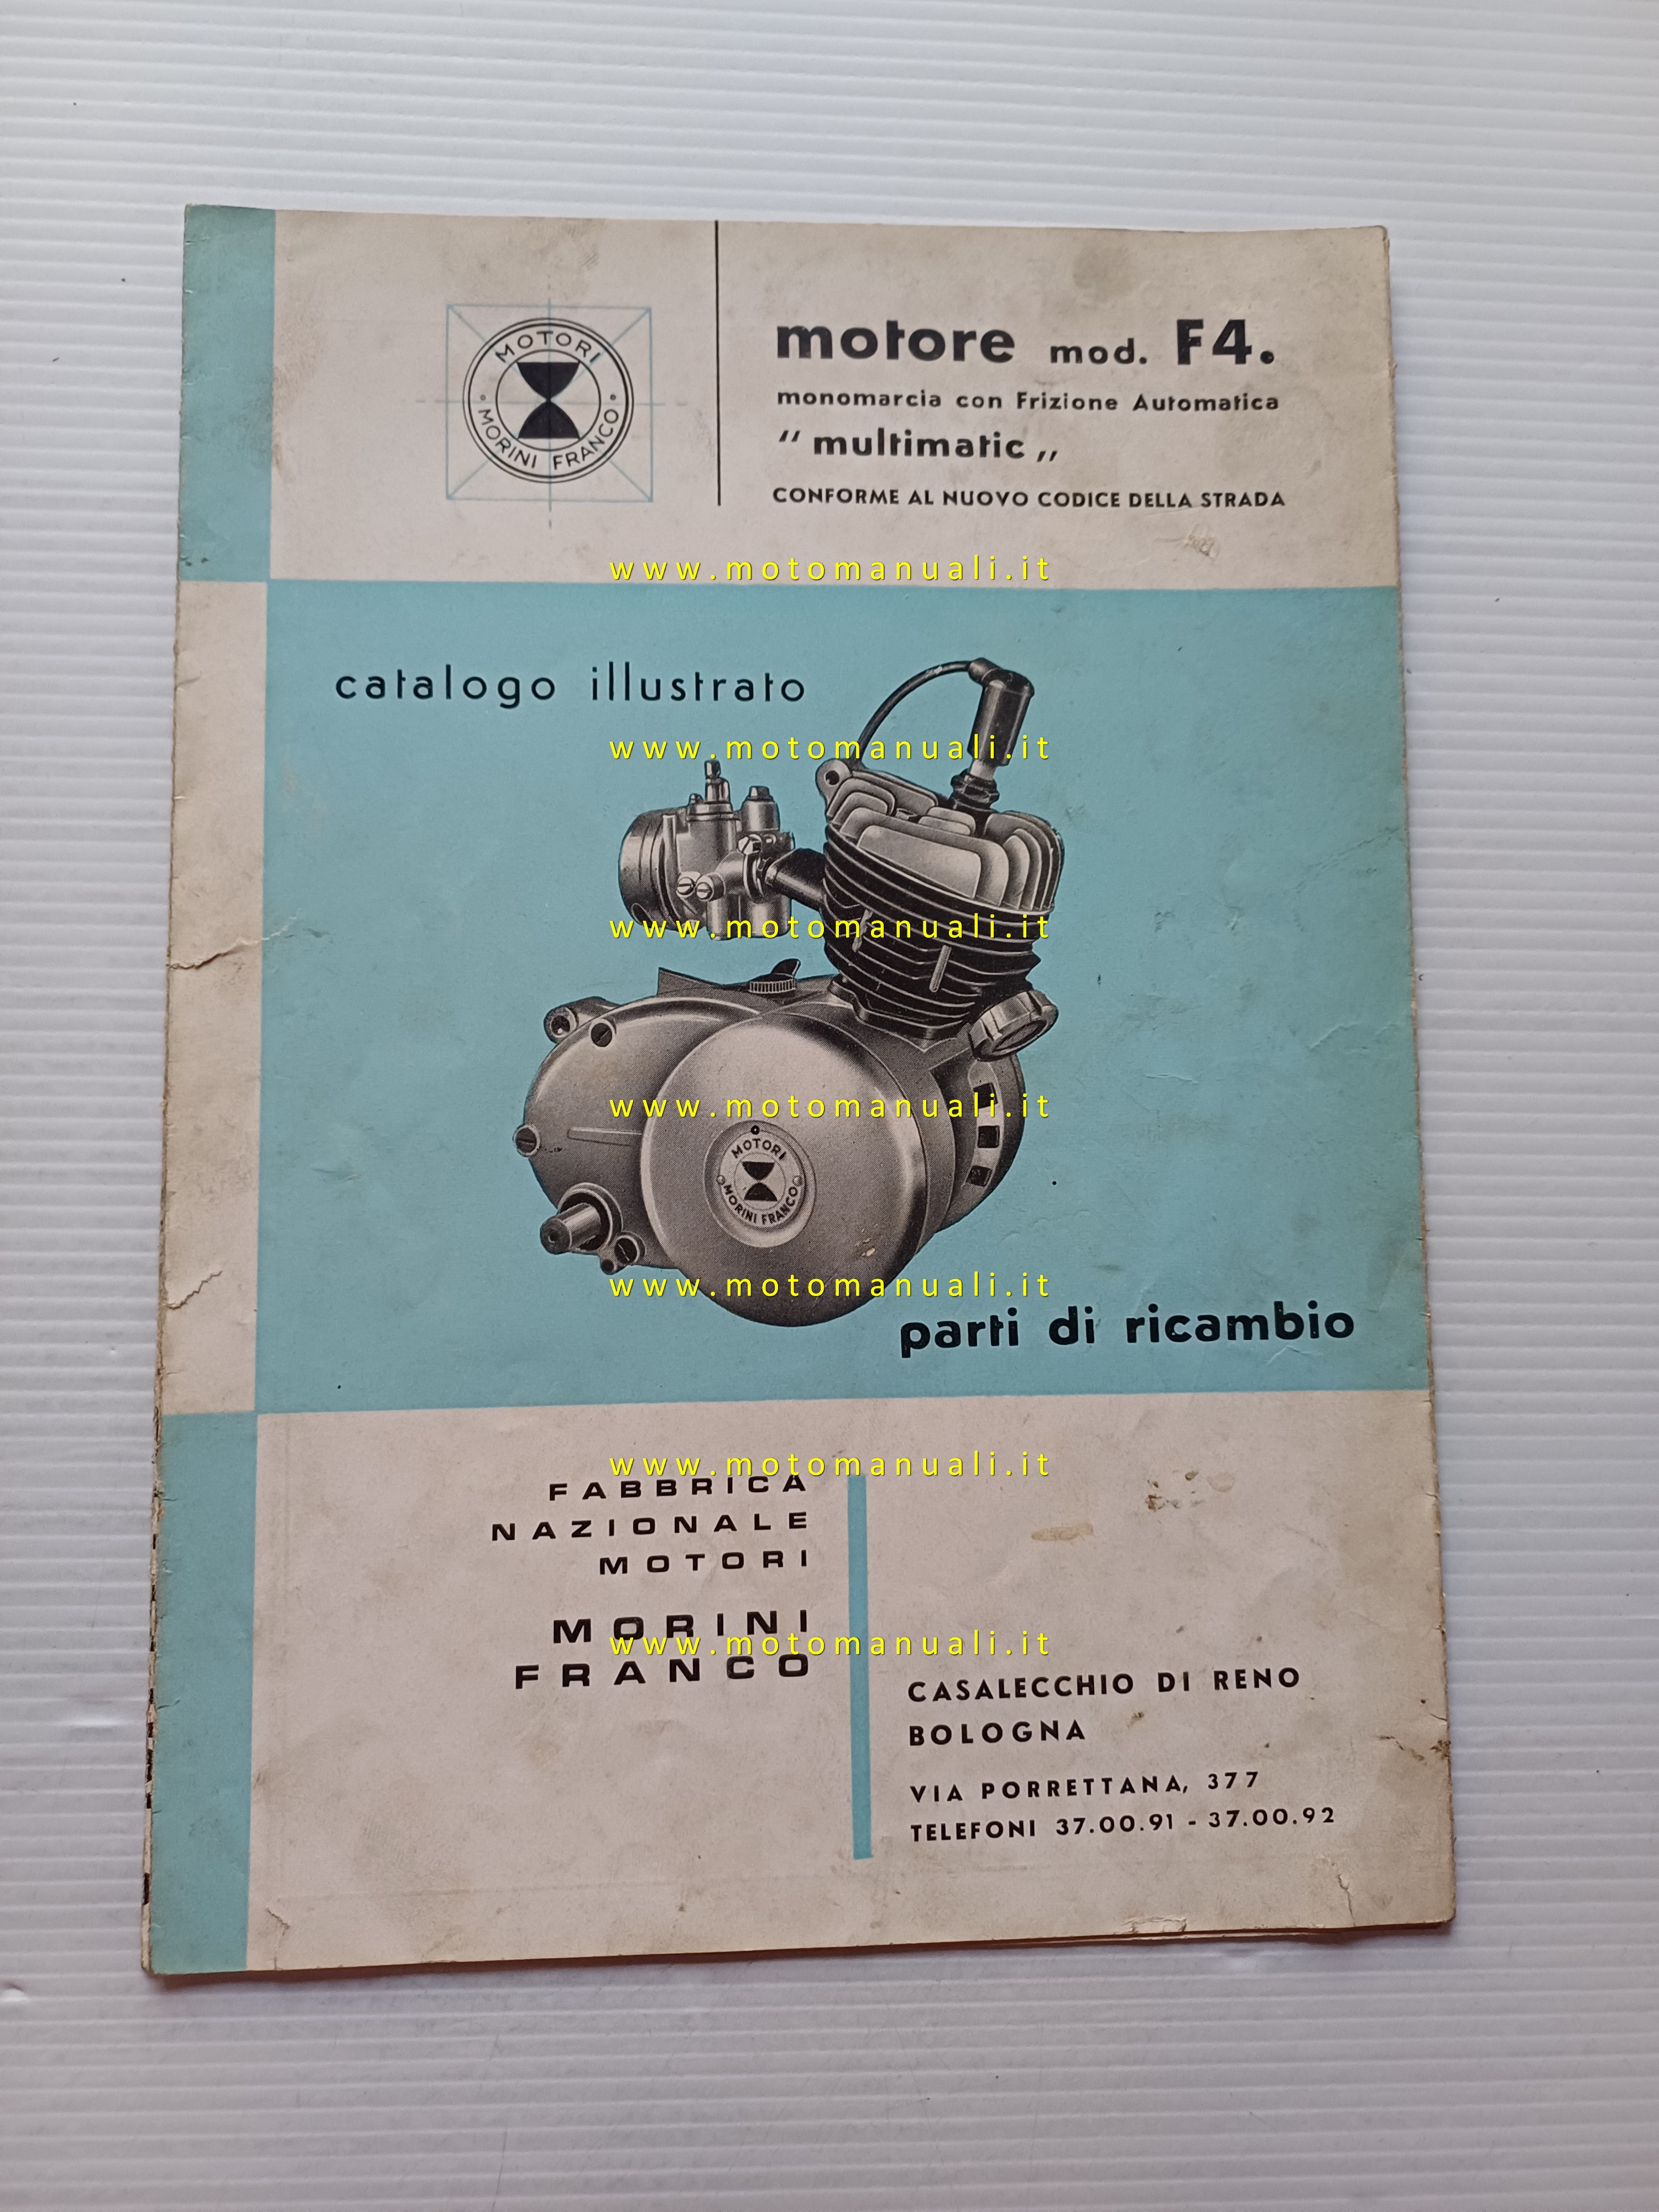 MOTORI
MORINI FRANCO
motore mod. F4.
monomarcia con Frizione Automatica
" multimatic „
CONFORME AL NUOVO CODICE DELLA STRADA
www.motomanuali.it
catalogo illustrato
www.motomanuali.it
www.motomanuali.it
www.motomanuali.it
MOTORI
MORINI FRANCO
www.motomanuali.it
parti di ricambio
www.motomanuali.it
FABBRICA
NAZIONALE
MOTORI
MORINI
www.motomanuali.it
FRANCO
CASALECCHIO DI RENO
BOLOGNA
VIA PORRETTANA, 377
TELEFONI 37.00.91 - 37.00.92